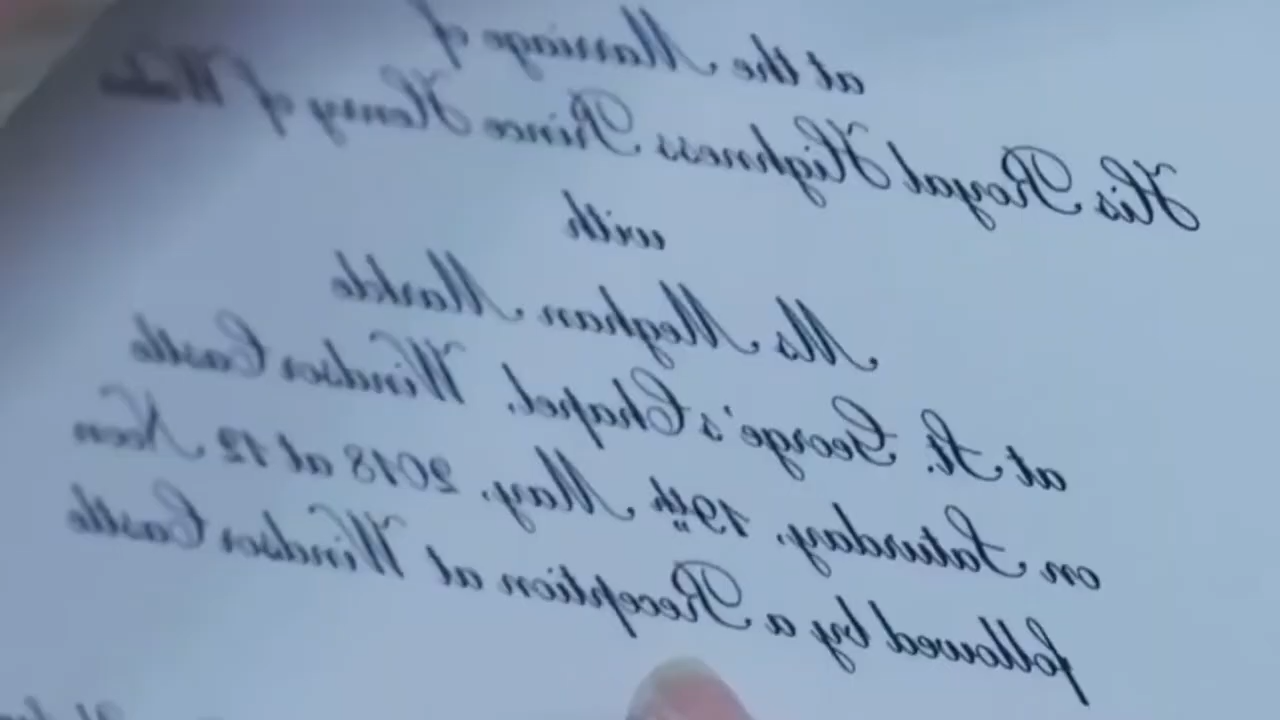 at the Marriage of
His Royal Highness Prince Henry of Wales
with
Ms. Meghan Markle
at St. George's Chapel, Windsor Castle
on Saturday, 19th May, 2018 at 12 Noon
followed by a Reception at Windsor Castle